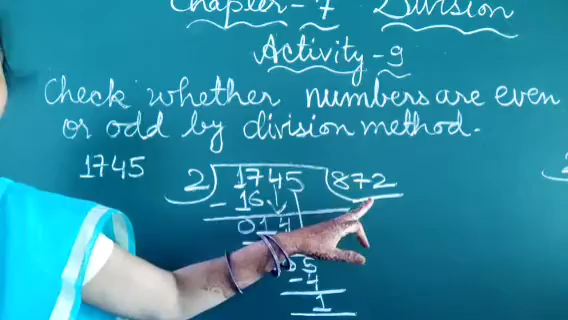 Chapter-7 Division
Activity-9
Check whether numbers are even
or odd by division method.
1745
2) 1745 (872
- 16
014
05
- 4
1